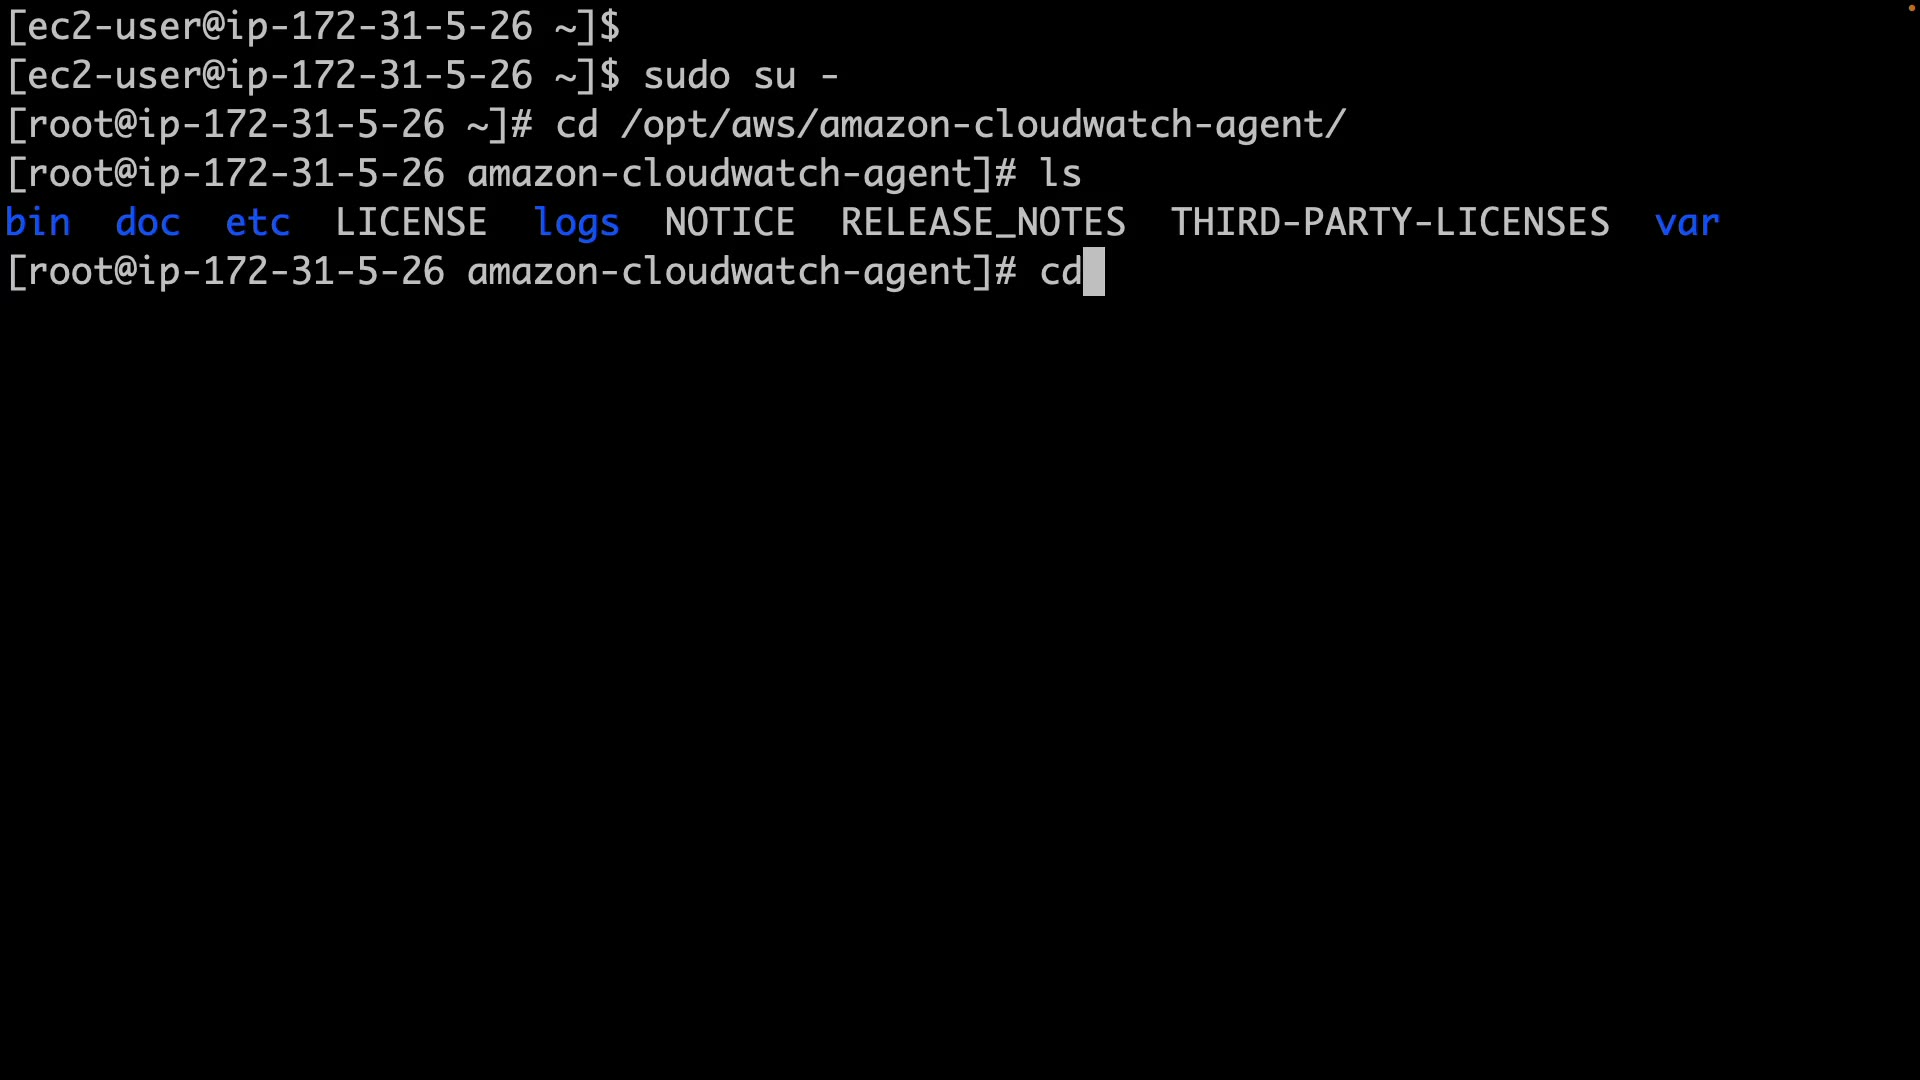 [ec2-user@ip-172-31-5-26 ~]$
[ec2-user@ip-172-31-5-26 ~]$ sudo su -
[root@ip-172-31-5-26 ~]# cd /opt/aws/amazon-cloudwatch-agent/
[root@ip-172-31-5-26 amazon-cloudwatch-agent]# ls
bin  doc  etc  LICENSE  logs  NOTICE  RELEASE_NOTES  THIRD-PARTY-LICENSES  var
[root@ip-172-31-5-26 amazon-cloudwatch-agent]# cd